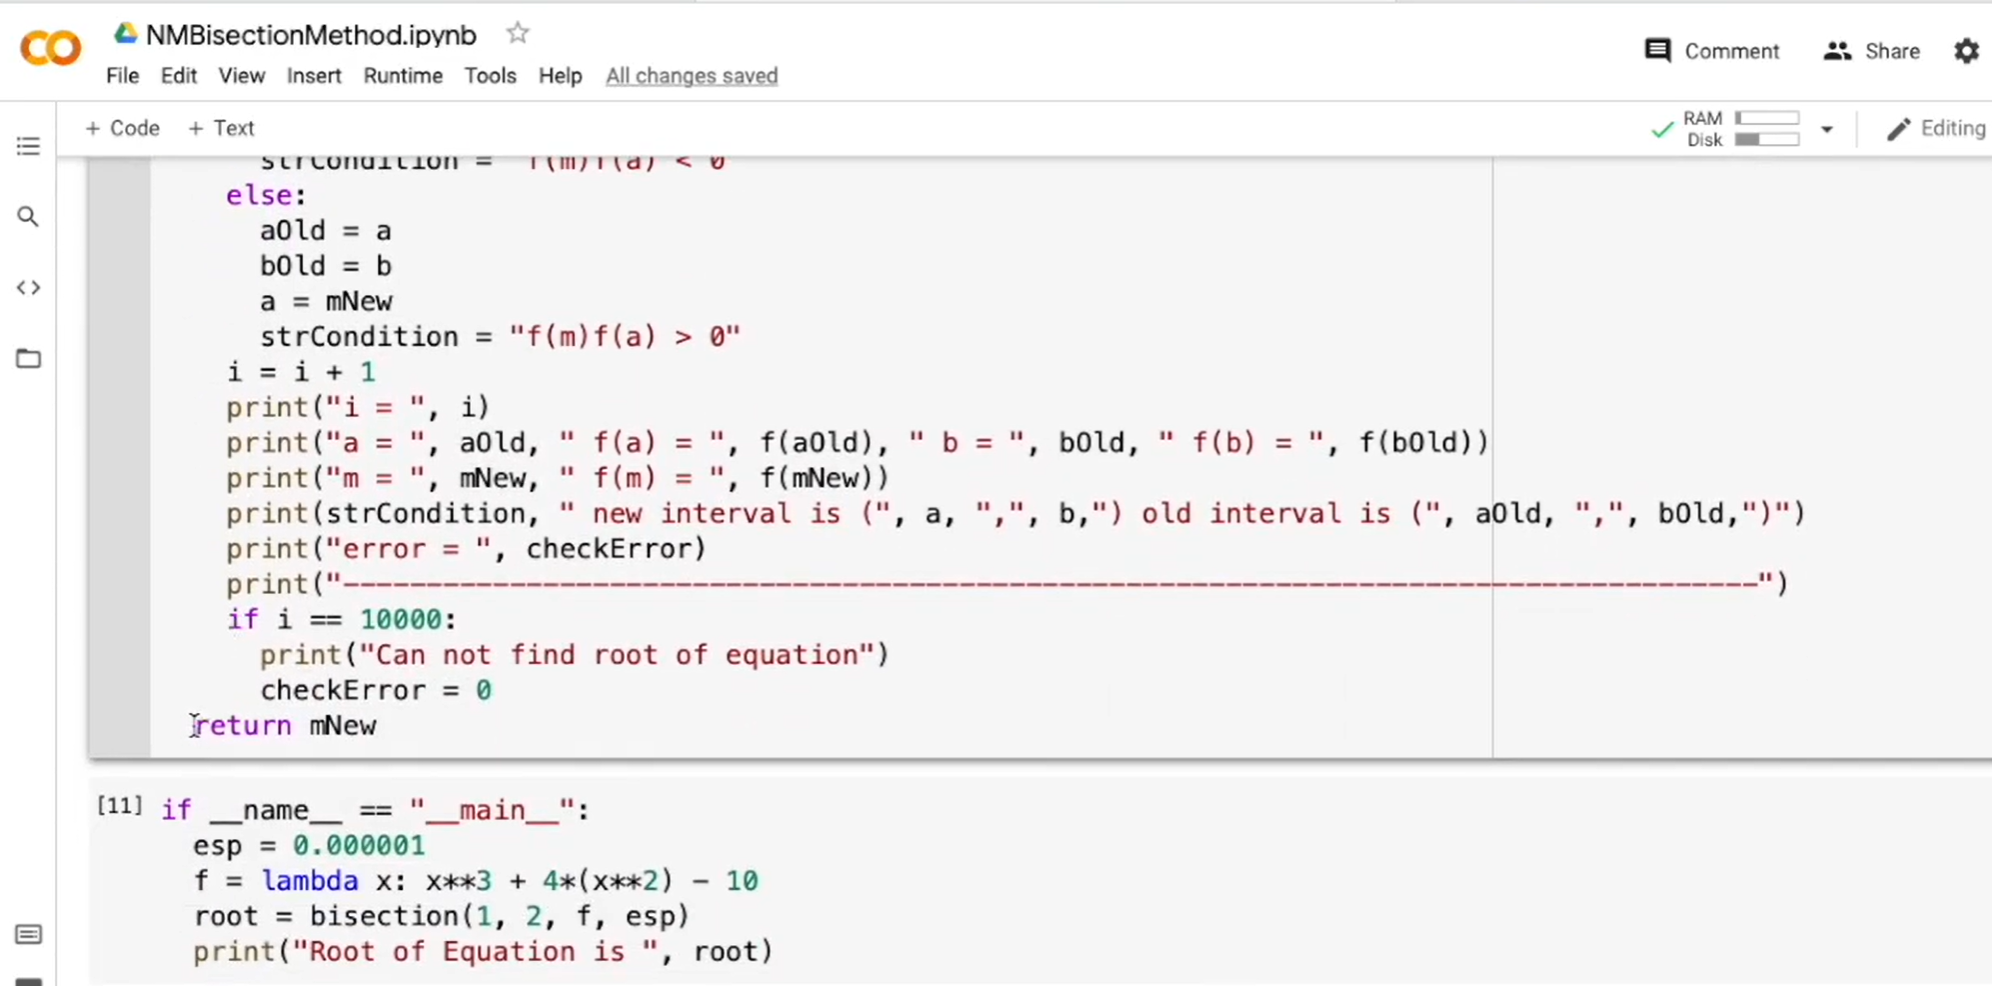 NMBisectionMethod.ipynb
File Edit View Insert Runtime Tools Help All changes saved
Comment Share
+ Code + Text
RAM
Disk
Editing
strCondition = "f(m)f(a) < 0"
else:
aOld = a
bOld = b
a = mNew
strCondition = "f(m)f(a) > 0"
i = i + 1
print("i = ", i)
print("a = ", aOld, " f(a) = ", f(aOld), " b = ", bOld, " f(b) = ", f(bOld))
print("m = ", mNew, " f(m) = ", f(mNew))
print(strCondition, " new interval is (", a, ",", b,") old interval is (", aOld, ",", bOld,")")
print("error = ", checkError)
print("------------------------------------------------------------------------------------")
if i == 10000:
print("Can not find root of equation")
checkError = 0
return mNew
[11] if __name__ == "__main__":
esp = 0.000001
f = lambda x: x**3 + 4*(x**2) - 10
root = bisection(1, 2, f, esp)
print("Root of Equation is ", root)